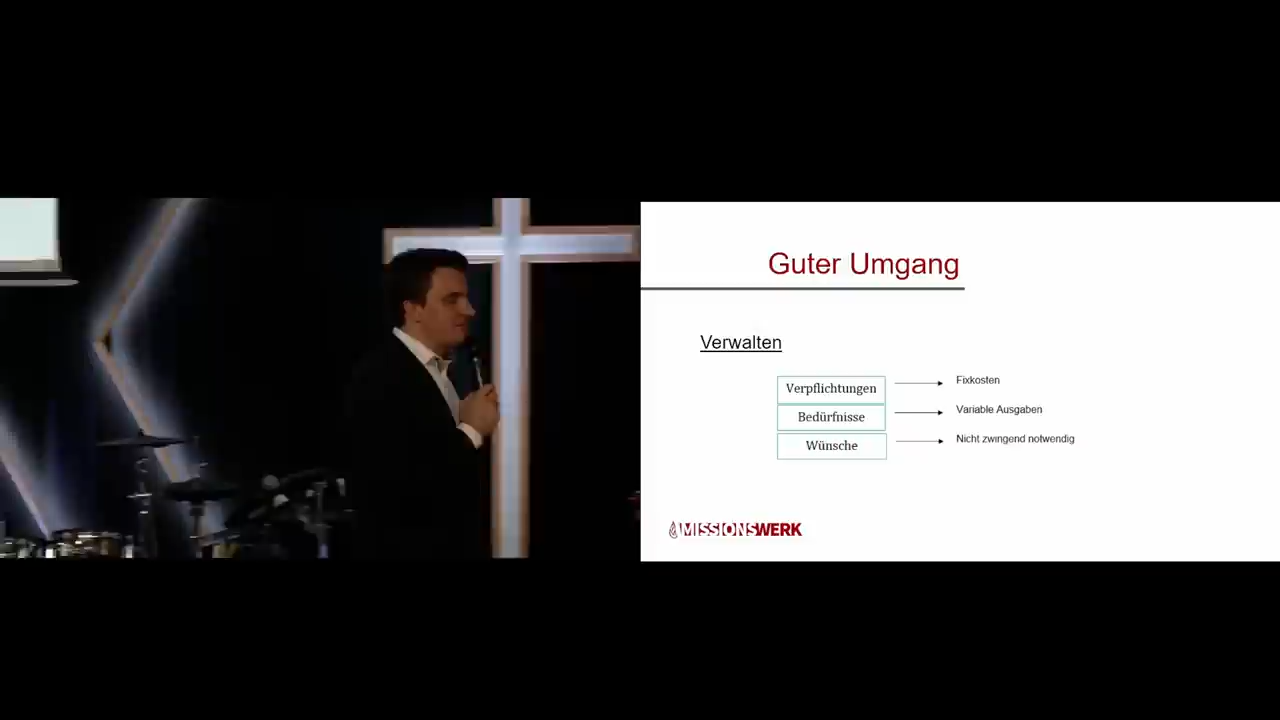 Guter Umgang
Verwalten
Verpflichtungen Fixkosten
Bedürfnisse Variable Ausgaben
Wünsche Nicht zwingend notwendig
MISSIONSWERK